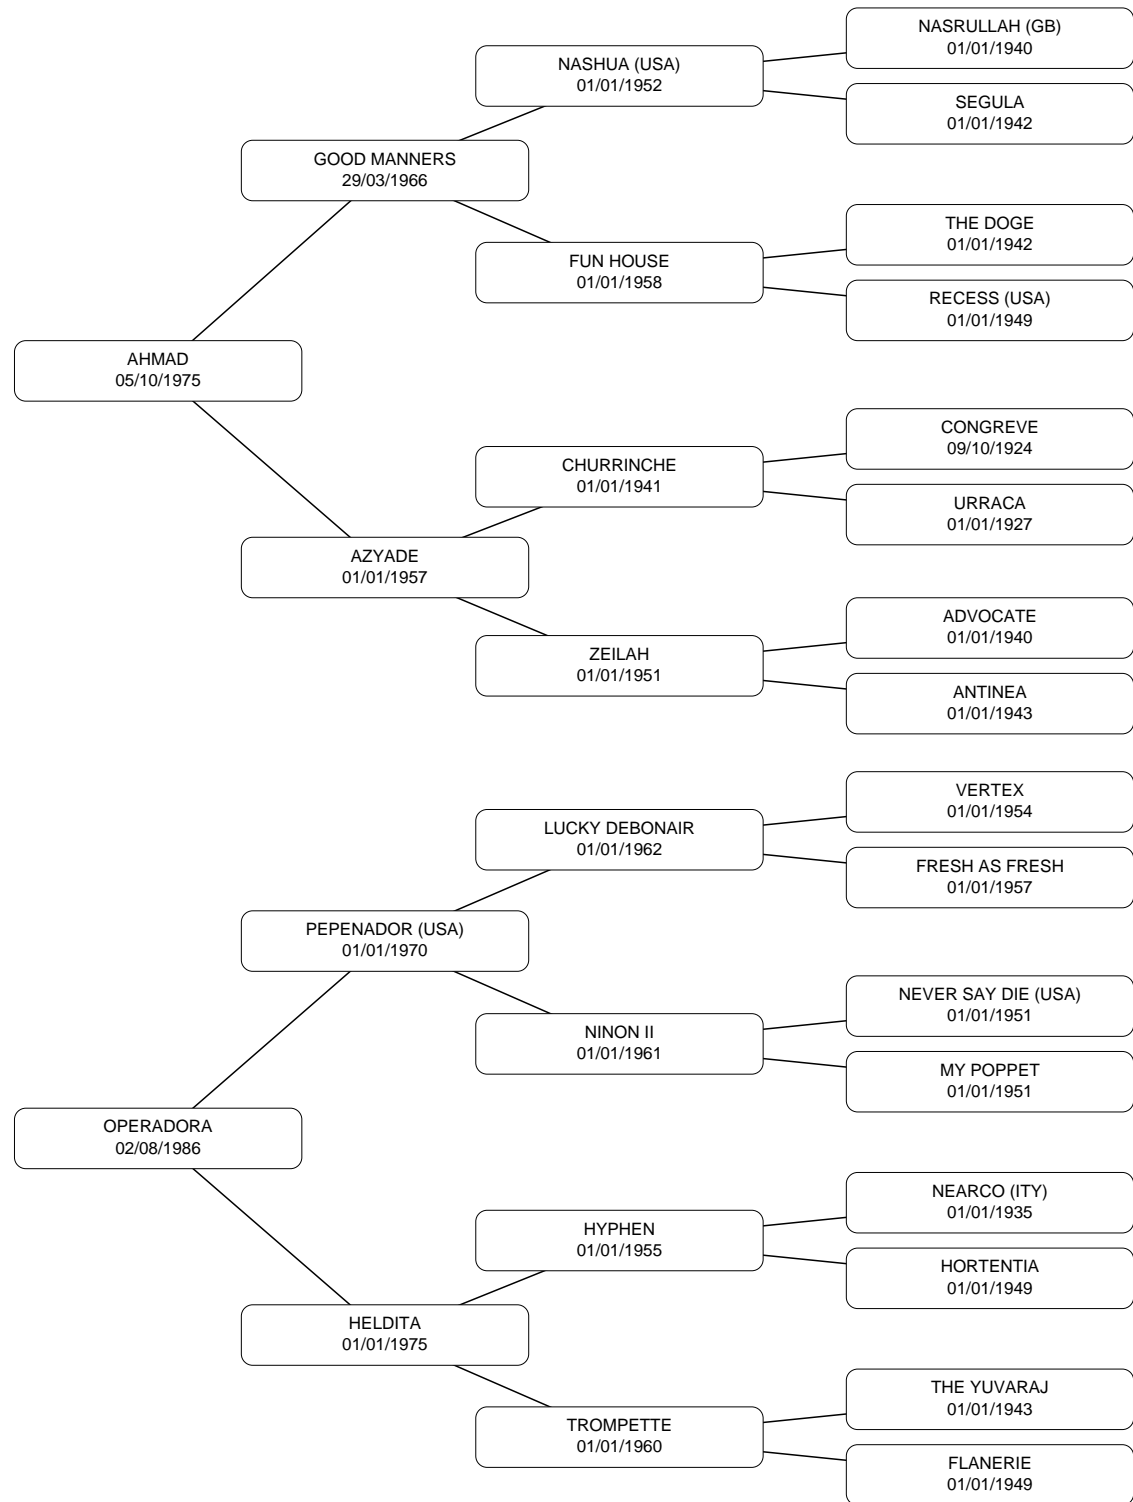 NASRULLAH (GB)
01/01/1940
NASHUA (USA)
01/01/1952
SEGULA
01/01/1942
GOOD MANNERS
29/03/1966
THE DOGE
01/01/1942
FUN HOUSE
01/01/1958
RECESS (USA)
01/01/1949
AHMAD
05/10/1975
CONGREVE
09/10/1924
CHURRINCHE
01/01/1941
URRACA
01/01/1927
AZYADE
01/01/1957
ADVOCATE
01/01/1940
ZEILAH
01/01/1951
ANTINEA
01/01/1943
VERTEX
01/01/1954
LUCKY DEBONAIR
01/01/1962
FRESH AS FRESH
01/01/1957
PEPENADOR (USA)
01/01/1970
NEVER SAY DIE (USA)
01/01/1951
NINON II
01/01/1961
MY POPPET
01/01/1951
OPERADORA
02/08/1986
NEARCO (ITY)
01/01/1935
HYPHEN
01/01/1955
HORTENTIA
01/01/1949
HELDITA
01/01/1975
THE YUVARAJ
01/01/1943
TROMPETTE
01/01/1960
FLANERIE
01/01/1949